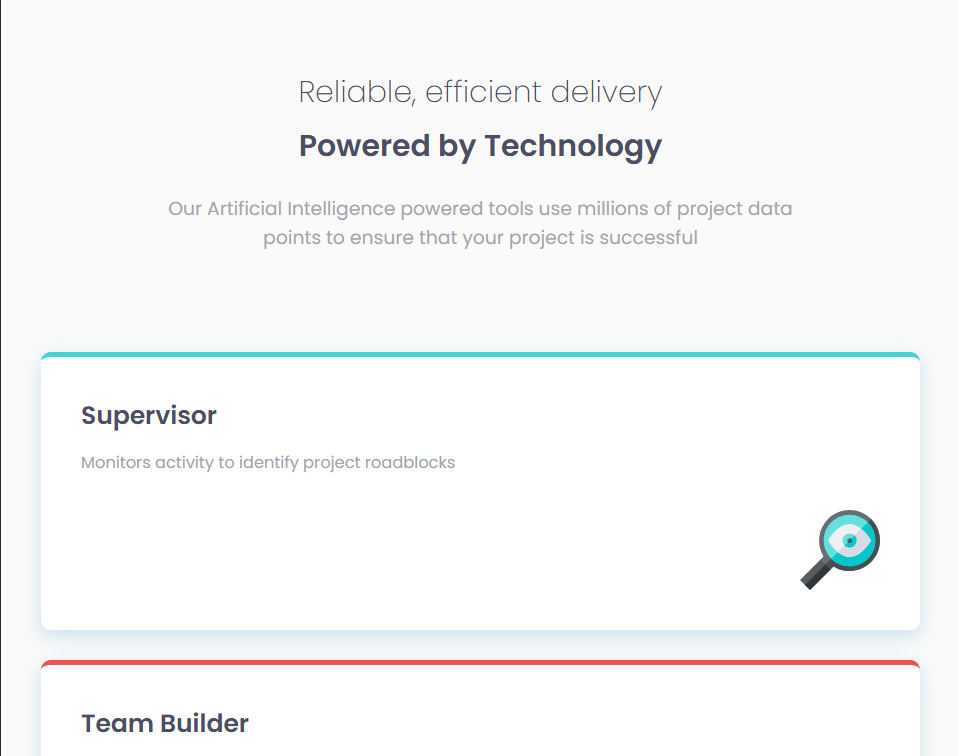 Reliable, efficient delivery
Powered by Technology
Our Artificial Intelligence powered tools use millions of project data
points to ensure that your project is successful
Supervisor
Monitors activity to identify project roadblocks
Team Builder